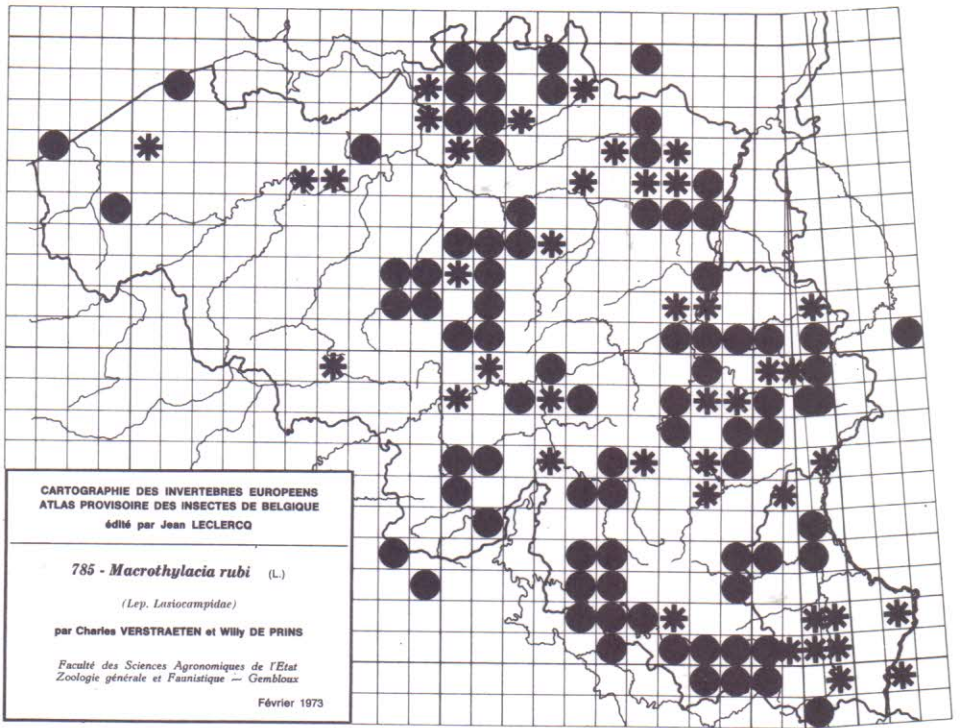 CARTOGRAPHIE DES INVERTEBRES EUROPEENS
ATLAS PROVISOIRE DES INSECTES DE BELGIQUE
édité par Jean LECLERCQ
785 - Macrothylacia rubi (L.)
(Lep. Lasiocampidae)
par Charles VERSTRAETEN et Willy DE PRINS
Faculté des Sciences Agronomiques de l'Etat
Zoologie générale et Faunistique — Gembloux
Février 1973